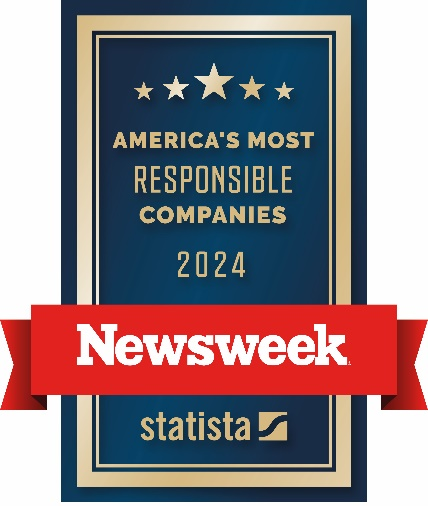 AMERICA'S MOST
RESPONSIBLE
COMPANIES
2024
Newsweek
statista